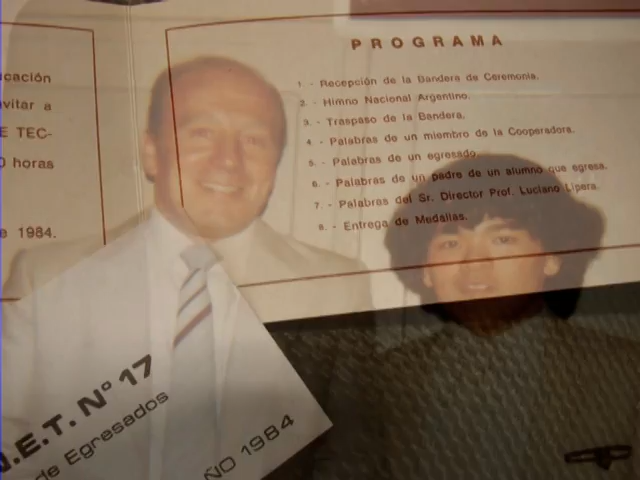 PROGRAMA
1. - Recepción de la Bandera de Ceremonia.
2. - Himno Nacional Argentino.
3. - Traspaso de la Bandera.
4. - Palabras de un miembro de la Cooperadora.
5. - Palabras de un egresado
6. - Palabras de un padre de un alumno que egresa.
7. - Palabras del Sr. Director Prof. Luciano Lipera.
8. - Entrega de Medallas.
cación
vitar a
E TEC-
0 horas
e 1984.
.E.T. Nº 17
de Egresados
ÑO 1984